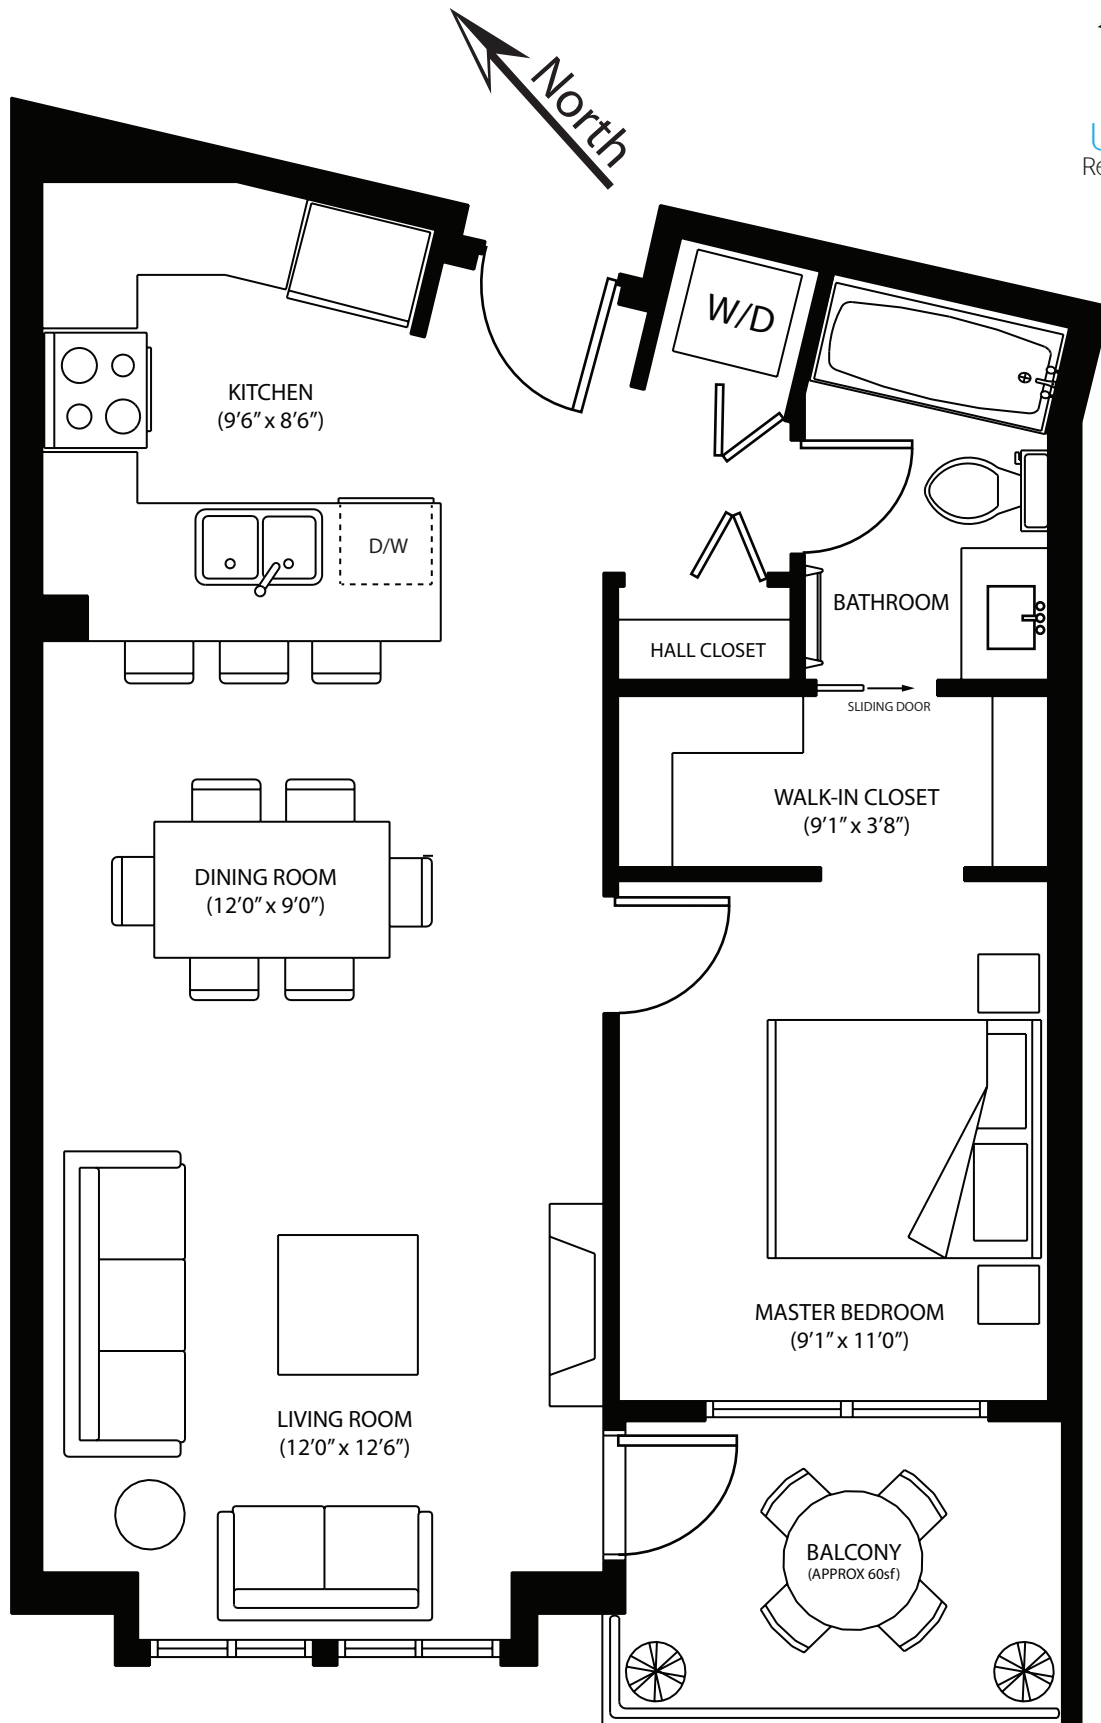 North
W/D
KITCHEN
(9'6" x 8'6")
D/W
BATHROOM
HALL CLOSET
SLIDING DOOR
WALK-IN CLOSET
(9'1" x 3'8")
DINING ROOM
(12'0" x 9'0")
MASTER BEDROOM
(9'1" x 11'0")
LIVING ROOM
(12'0" x 12'6")
BALCONY
(APPROX 60sf)